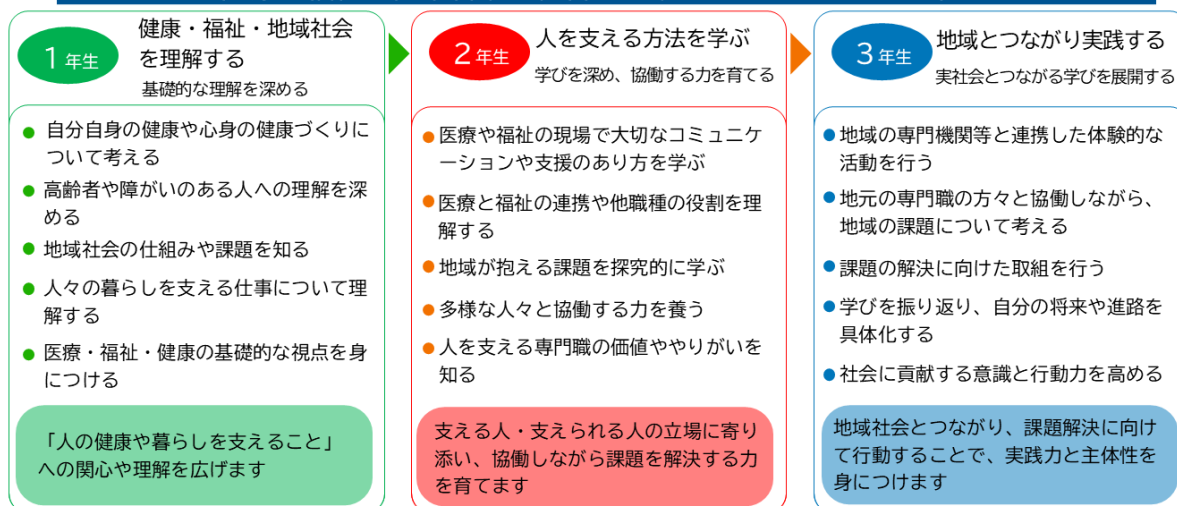 1年生
健康・福祉・地域社会
を理解する
基礎的な理解を深める
● 自分自身の健康や心身の健康づくりに
ついて考える
● 高齢者や障がいのある人への理解を深
める
● 地域社会の仕組みや課題を知る
● 人々の暮らしを支える仕事について理
解する
● 医療・福祉・健康の基礎的な視点を身
につける
「人の健康や暮らしを支えること」
への関心や理解を広げます
2年生
人を支える方法を学ぶ
学びを深め、協働する力を育てる
● 医療や福祉の現場で大切なコミュニケ
ーションや支援のあり方を学ぶ
● 医療と福祉の連携や他職種の役割を理
解する
● 地域が抱える課題を探究的に学ぶ
● 多様な人々と協働する力を養う
● 人を支える専門職の価値ややりがいを
知る
支える人・支えられる人の立場に寄り
添い、協働しながら課題を解決する力
を育てます
3年生
地域とつながり実践する
実社会とつながる学びを展開する
● 地域の専門機関等と連携した体験的な
活動を行う
● 地元の専門職の方々と協働しながら、
地域の課題について考える
● 課題の解決に向けた取組を行う
● 学びを振り返り、自分の将来や進路を
具体化する
● 社会に貢献する意識と行動力を高める
地域社会とつながり、課題解決に向け
て行動することで、実践力と主体性を
身につけます